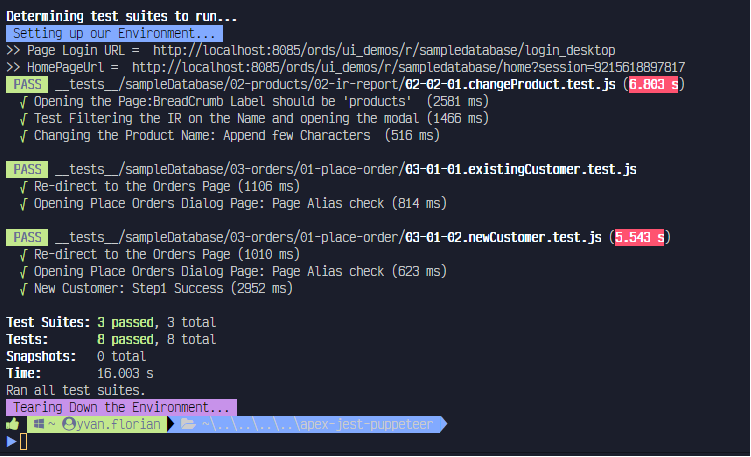 Determining test suites to run...
Setting up our Environment...
>> Page Login URL =  http://localhost:8085/ords/ui_demos/r/sampledatabase/login_desktop
>> HomePageUrl =  http://localhost:8085/ords/ui_demos/r/sampledatabase/home?session=9215618897817
PASS __tests__/sampleDatabase/02-products/02-ir-report/02-02-01.changeProduct.test.js (6.803 s)
√ Opening the Page:BreadCrumb Label should be 'products'  (2581 ms)
√ Test Filtering the IR on the Name and opening the modal (1466 ms)
√ Changing the Product Name: Append few Characters  (516 ms)
PASS __tests__/sampleDatabase/03-orders/01-place-order/03-01-01.existingCustomer.test.js
√ Re-direct to the Orders Page (1106 ms)
√ Opening Place Orders Dialog Page: Page Alias check (814 ms)
PASS __tests__/sampleDatabase/03-orders/01-place-order/03-01-02.newCustomer.test.js (5.543 s)
√ Re-direct to the Orders Page (1010 ms)
√ Opening Place Orders Dialog Page: Page Alias check (623 ms)
√ New Customer: Step1 Success (2952 ms)
Test Suites: 3 passed, 3 total
Tests:       8 passed, 8 total
Snapshots:   0 total
Time:        16.003 s
Ran all test suites.
Tearing Down the Environment...
~ yvan.florian ~\..\..\..\..\apex-jest-puppeteer